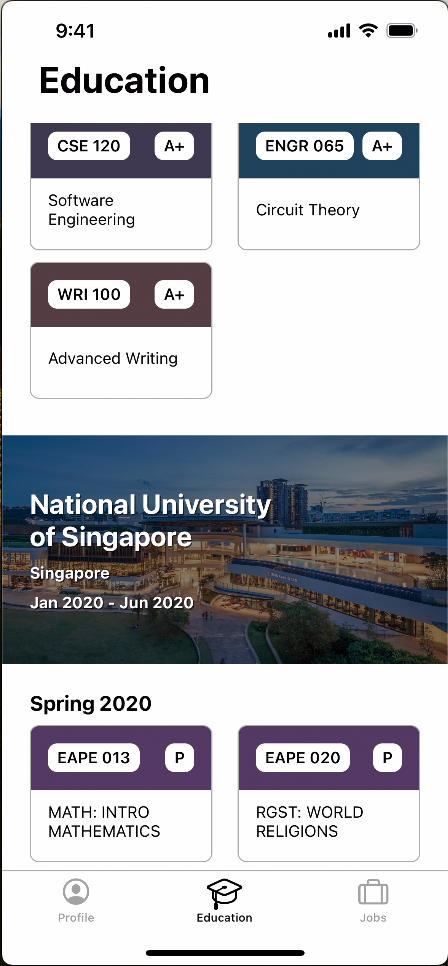 9:41
Education
CSE 120 A+
ENGR 065 A+
Software
Engineering
Circuit Theory
WRI 100 A+
Advanced Writing
National University
of Singapore
Singapore
Jan 2020 - Jun 2020
Spring 2020
EAPE 013 P
EAPE 020 P
MATH: INTRO
MATHEMATICS
RGST: WORLD
RELIGIONS
Profile
Education
Jobs